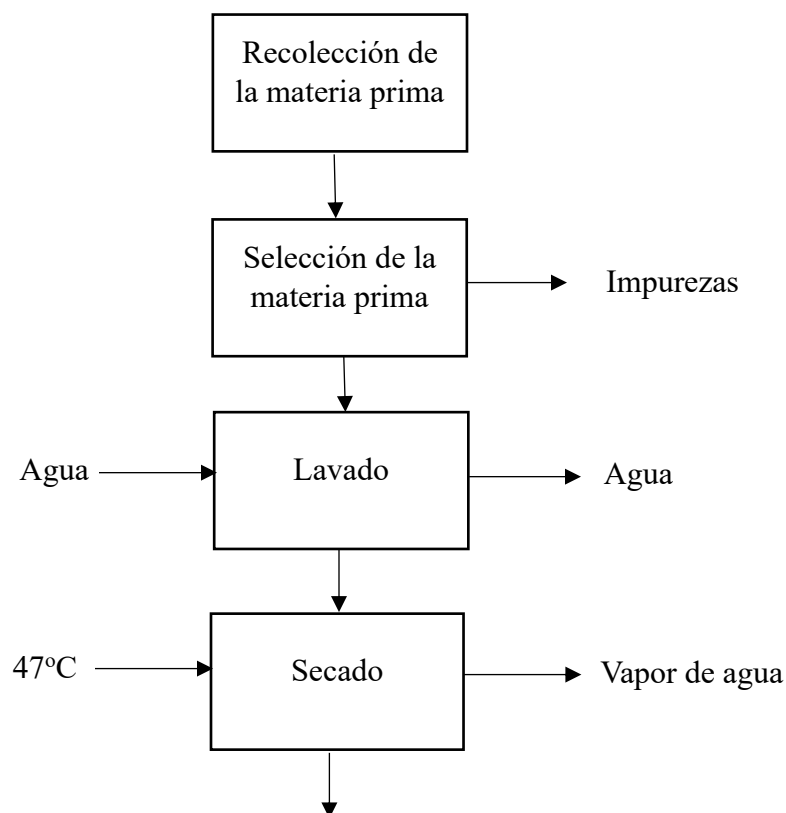 Recolección de
la materia prima
Selección de la
materia prima
Impurezas
Agua
Lavado
Agua
47ºC
Secado
Vapor de agua